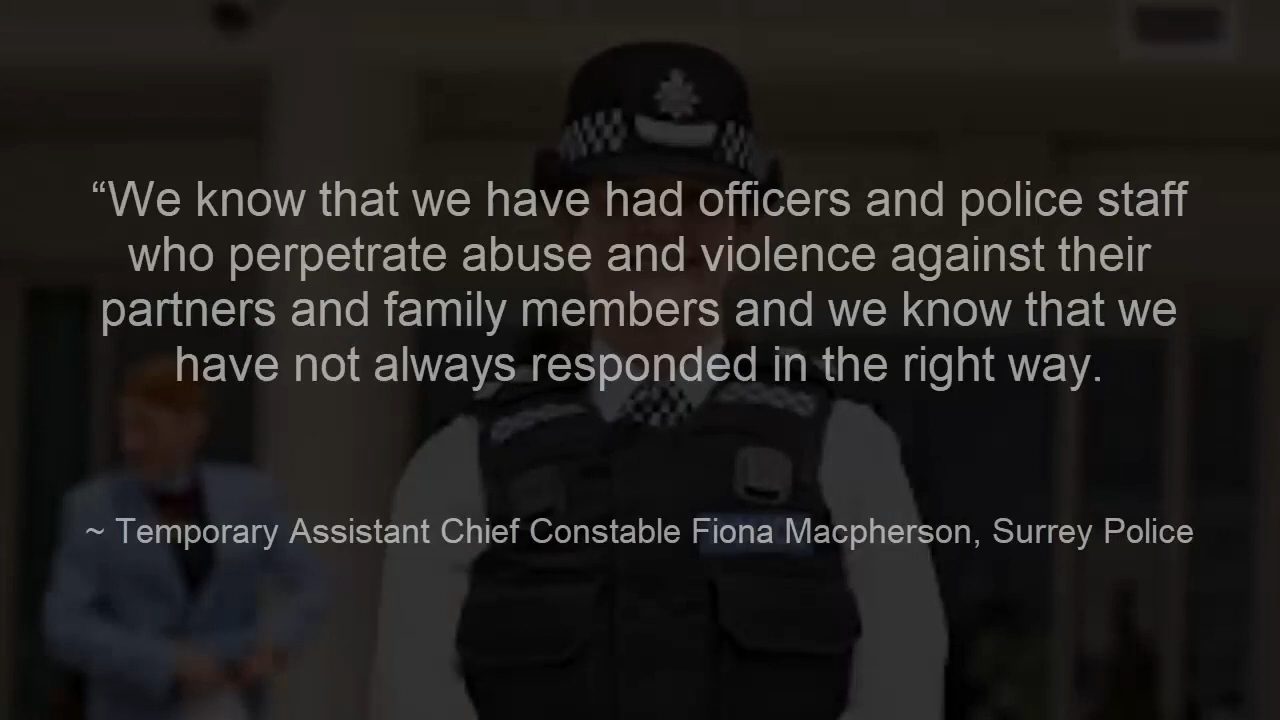 “We know that we have had officers and police staff
who perpetrate abuse and violence against their
partners and family members and we know that we
have not always responded in the right way.
~ Temporary Assistant Chief Constable Fiona Macpherson, Surrey Police